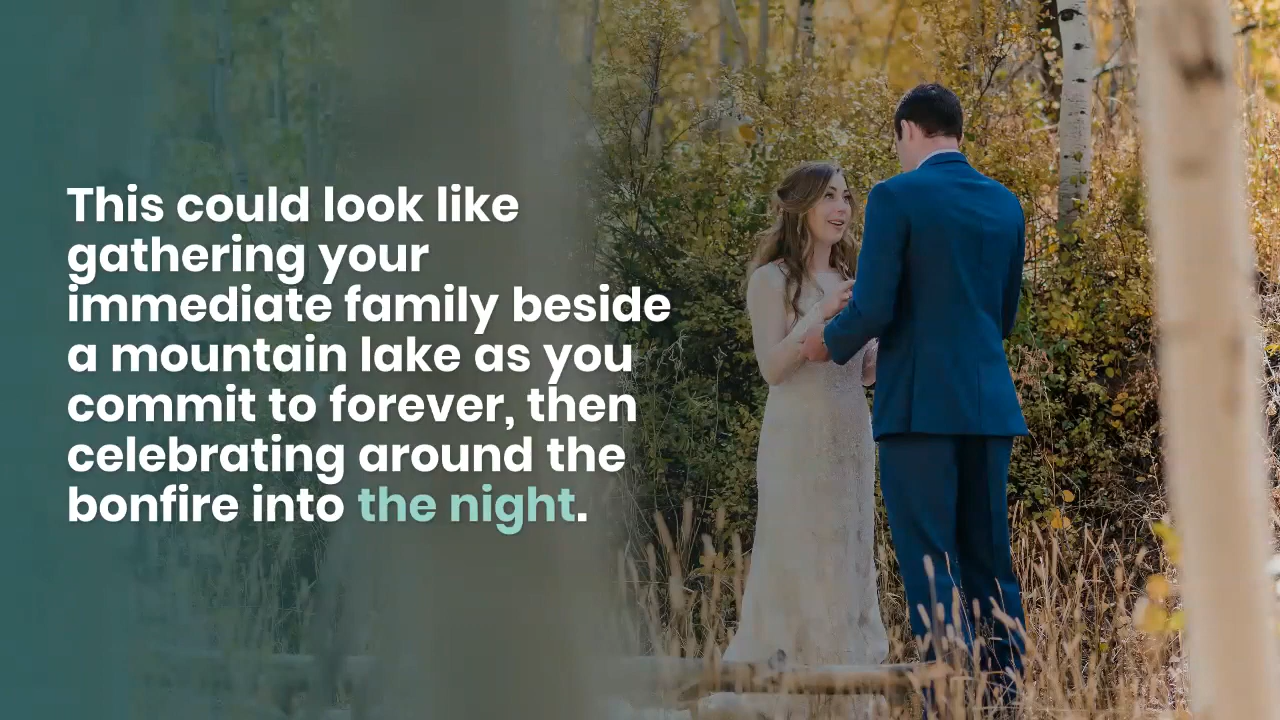 This could look like
gathering your
immediate family beside
a mountain lake as you
commit to forever, then
celebrating around the
bonfire into the night.